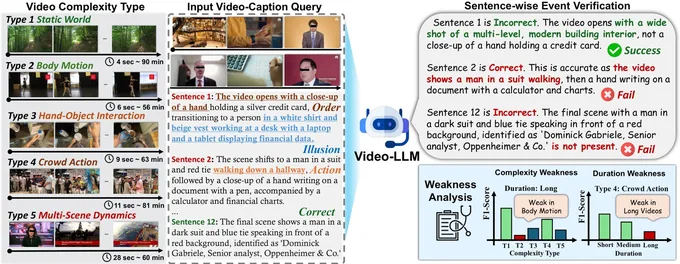 Video Complexity Type
Type 1 Static World
4 sec ~ 90 min
Type 2 Body Motion
6 sec ~ 56 min
Type 3 Hand-Object Interaction
9 sec ~ 63 min
Type 4 Crowd Action
11 sec ~ 81 min
Type 5 Multi-Scene Dynamics
28 sec ~ 60 min
Input Video-Caption Query
Sentence 1: The video opens with a close-up
of a hand holding a silver credit card, Order
transitioning to a person in a white shirt and
beige vest working at a desk with a laptop
and a tablet displaying financial data.
Illusion
Sentence 2: The scene shifts to a man in a suit
and red tie walking down a hallway, Action
followed by a close-up of a hand writing on a
document with a pen, accompanied by a
calculator and financial charts.
...
Correct
Sentence 12: The final scene shows a man in a
dark suit and blue tie speaking in front of a red
background, identified as 'Dominick
Gabriele, Senior analyst, Oppenheimer & Co.'
Video-LLM
Sentence-wise Event Verification
Sentence 1 is Incorrect. The video opens with a wide
shot of a multi-level, modern building interior, not a
close-up of a hand holding a credit card.
Success
Sentence 2 is Correct. This is accurate as the video
shows a man in a suit walking, then a hand writing on a
document with a calculator and charts.
Fail
Sentence 12 is Incorrect. The final scene with a man in
a dark suit and blue tie speaking in front of a red
background, identified as 'Dominick Gabriele, Senior
analyst, Oppenheimer & Co.' is not present.
Fail
Weakness
Analysis
Complexity Weakness
Duration: Long
F1-Score
Weak in
Body Motion
T1 T2 T3 T4 T5
Complexity Type
Duration Weakness
Type 4: Crowd Action
F1-Score
Weak in
Long Videos
Short Medium Long
Duration